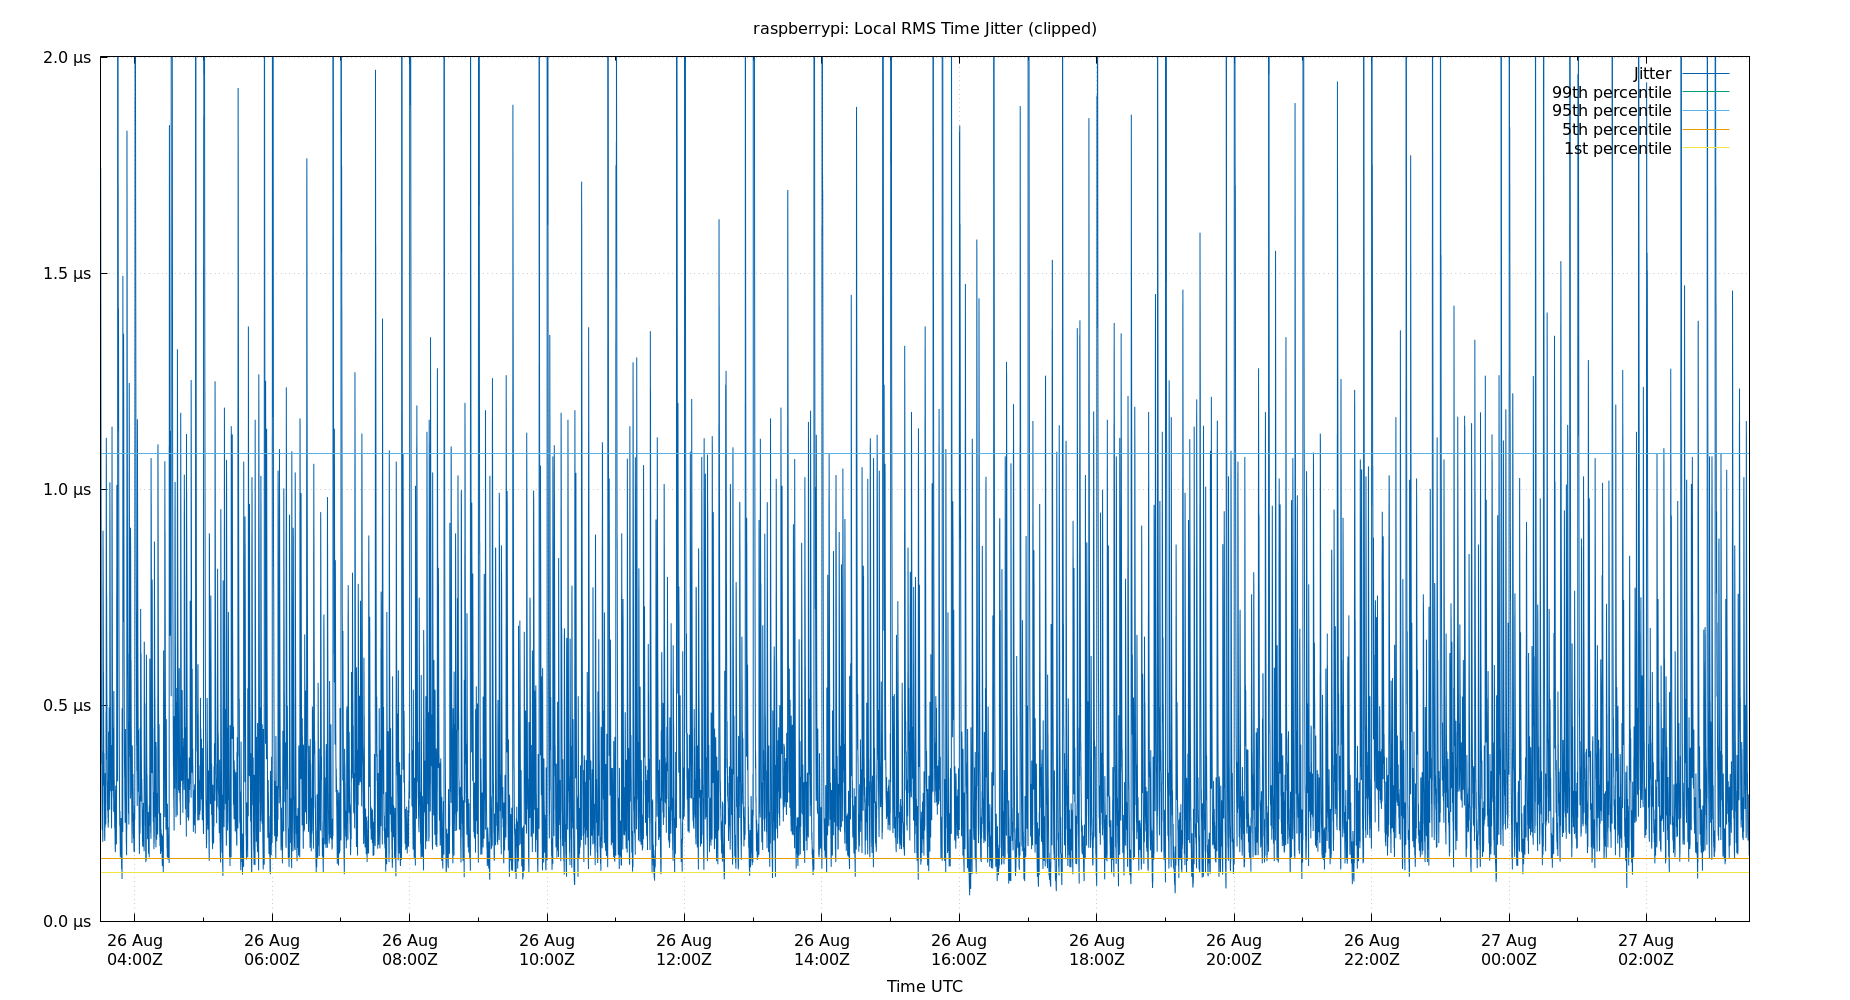 raspberrypi: Local RMS Time Jitter (clipped)
2.0 µs
1.5 µs
1.0 µs
0.5 µs
0.0 µs
Jitter
99th percentile
95th percentile
5th percentile
1st percentile
26 Aug 26 Aug 26 Aug 26 Aug 26 Aug 26 Aug 26 Aug 26 Aug 26 Aug 26 Aug 27 Aug 27 Aug
04:00Z 06:00Z 08:00Z 10:00Z 12:00Z 14:00Z 16:00Z 18:00Z 20:00Z 22:00Z 00:00Z 02:00Z
Time UTC